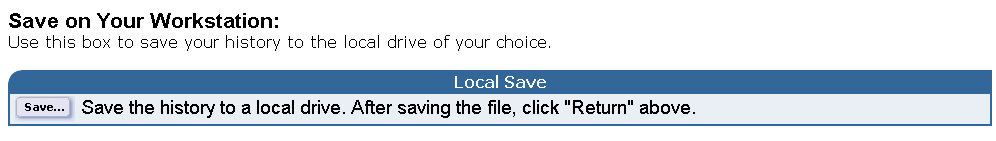 Save on Your Workstation:
Use this box to save your history to the local drive of your choice.
Local Save
Save... Save the history to a local drive. After saving the file, click "Return" above.